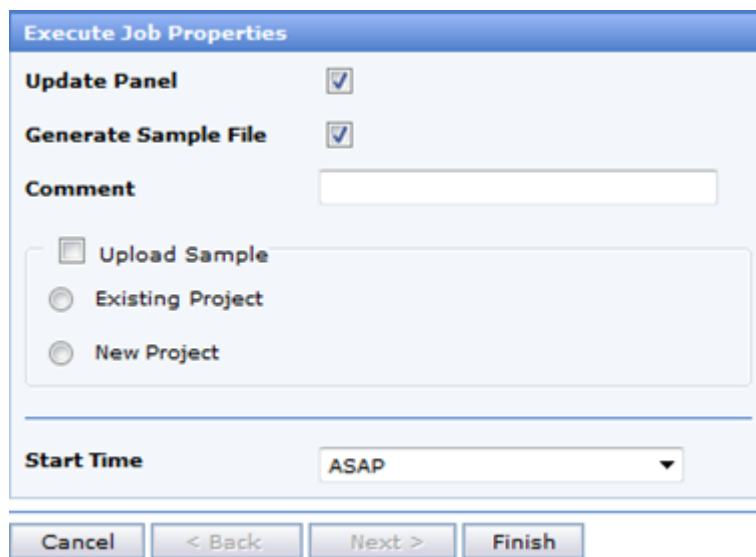 Execute Job Properties
Update Panel
Generate Sample File
Comment
Upload Sample
Existing Project
New Project
Start Time ASAP
Cancel < Back Next > Finish